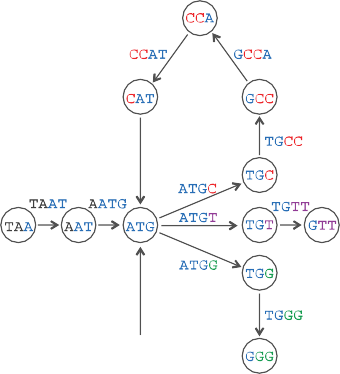 CCA
CCAT GCCA
CAT GCC
TGCC
TGC
ATGC
TAAT AATG ATGT TGTT
TAA AAT ATG TGT GTT
ATGG
TGG
TGGG
GGG